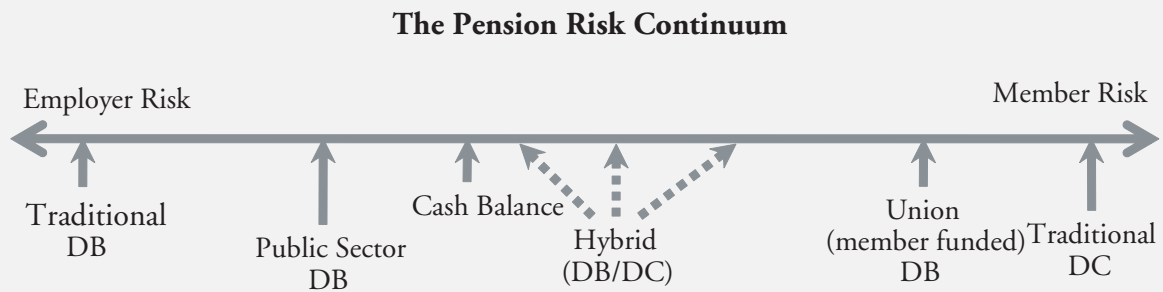 The Pension Risk Continuum
Employer Risk
Member Risk
Traditional
DB
Public Sector
DB
Cash Balance
Hybrid
(DB/DC)
Union
(member funded)
DB
Traditional
DC